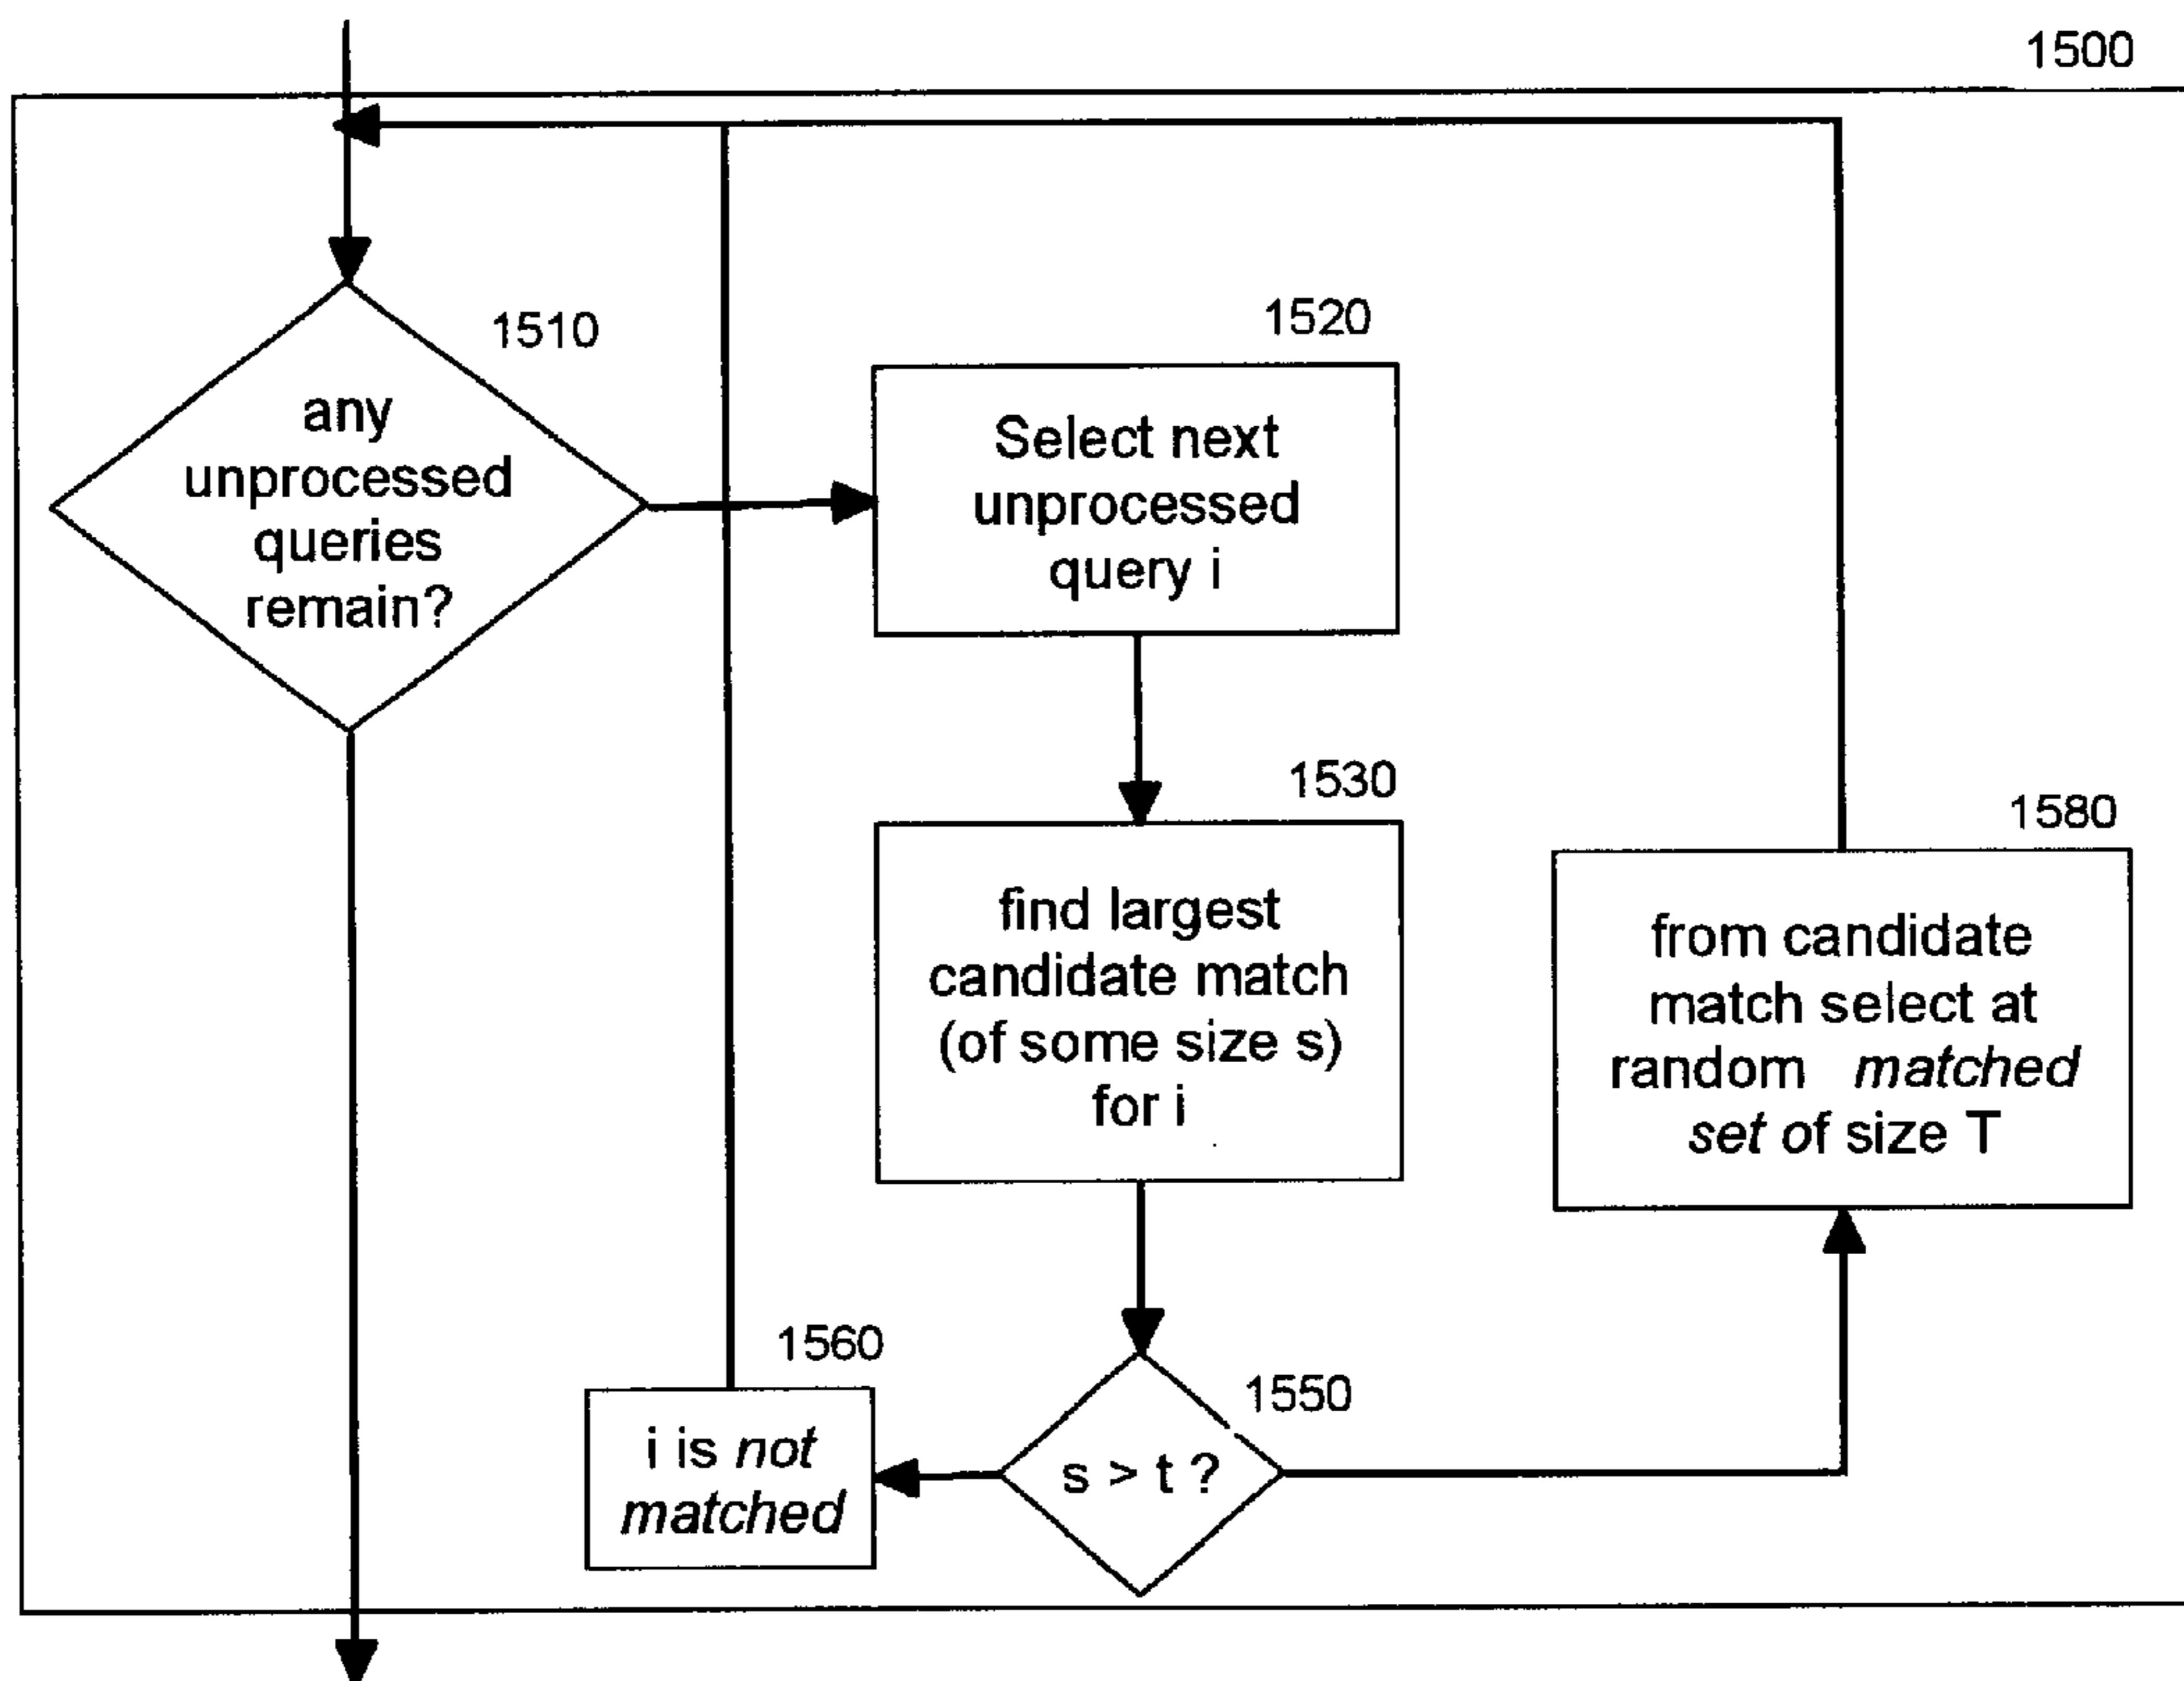 1500
1510
any
unprocessed
queries
remain?
1520
Select next
unprocessed
query i
1530
find largest
candidate match
(of some size s)
for i
1580
from candidate
match select at
random matched
set of size T
1560
i is not
matched
1550
s > t ?